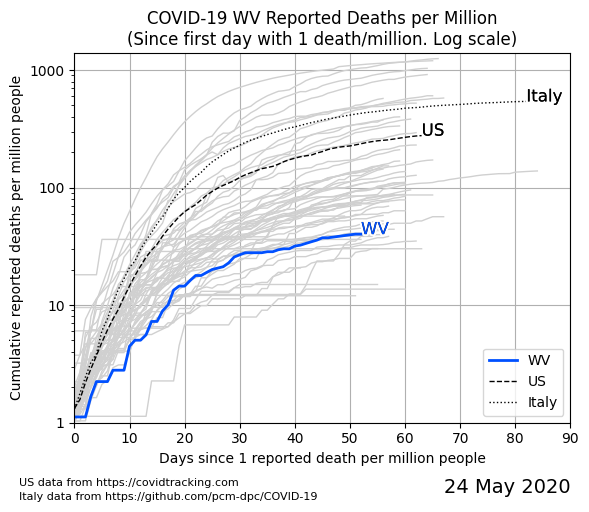 COVID-19 WV Reported Deaths per Million
(Since first day with 1 death/million. Log scale)
Cumulative reported deaths per million people
1000
100
10
1
Italy
US
WV
WV
US
Italy
0 10 20 30 40 50 60 70 80 90
Days since 1 reported death per million people
US data from https://covidtracking.com
Italy data from https://github.com/pcm-dpc/COVID-19
24 May 2020